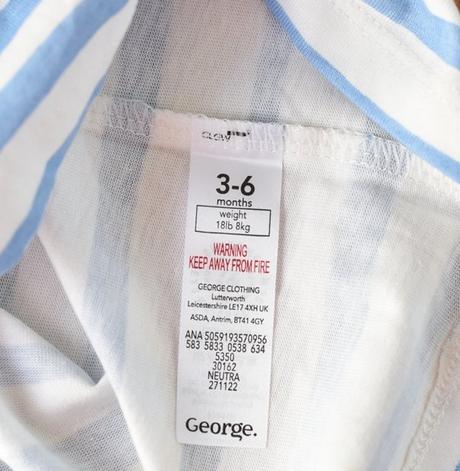 3-6
months
weight
18lb 8kg
WARNING
KEEP AWAY FROM FIRE
GEORGE CLOTHING
Lutterworth
Leicestershire LE17 4XH UK
ASDA, Antrim, BT41 4GY
ANA 5059193570956
583 5833 0538 634
5350
30162
NEUTRA
271122
George.